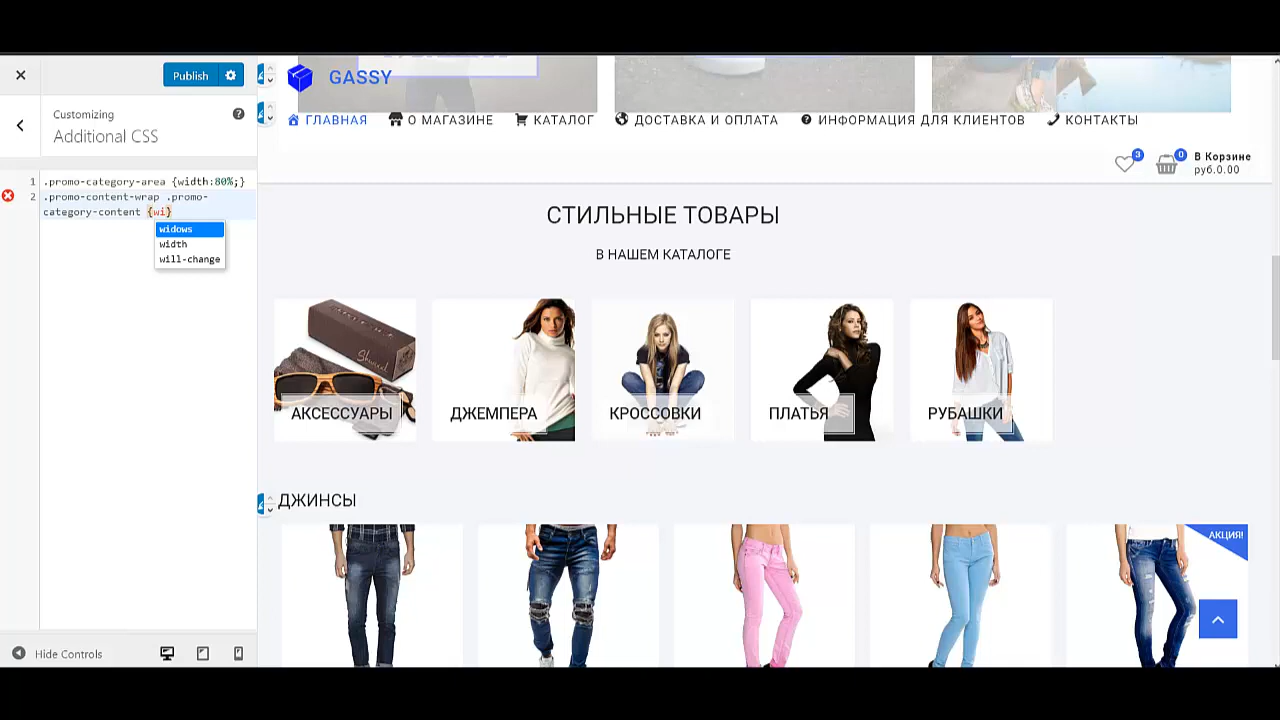 Publish
Customizing
Additional CSS
1 .promo-category-area {width:80%;}
2 .promo-content-wrap .promo-
category-content {wi}
widows
width
will-change
Hide Controls
GASSY
ГЛАВНАЯ О МАГАЗИНЕ КАТАЛОГ ДОСТАВКА И ОПЛАТА ИНФОРМАЦИЯ ДЛЯ КЛИЕНТОВ КОНТАКТЫ
3 0 В Корзине
руб.0.00
СТИЛЬНЫЕ ТОВАРЫ
В НАШЕМ КАТАЛОГЕ
АКСЕССУАРЫ ДЖЕМПЕРА КРОССОВКИ ПЛАТЬЯ РУБАШКИ
ДЖИНСЫ
АКЦИЯ!